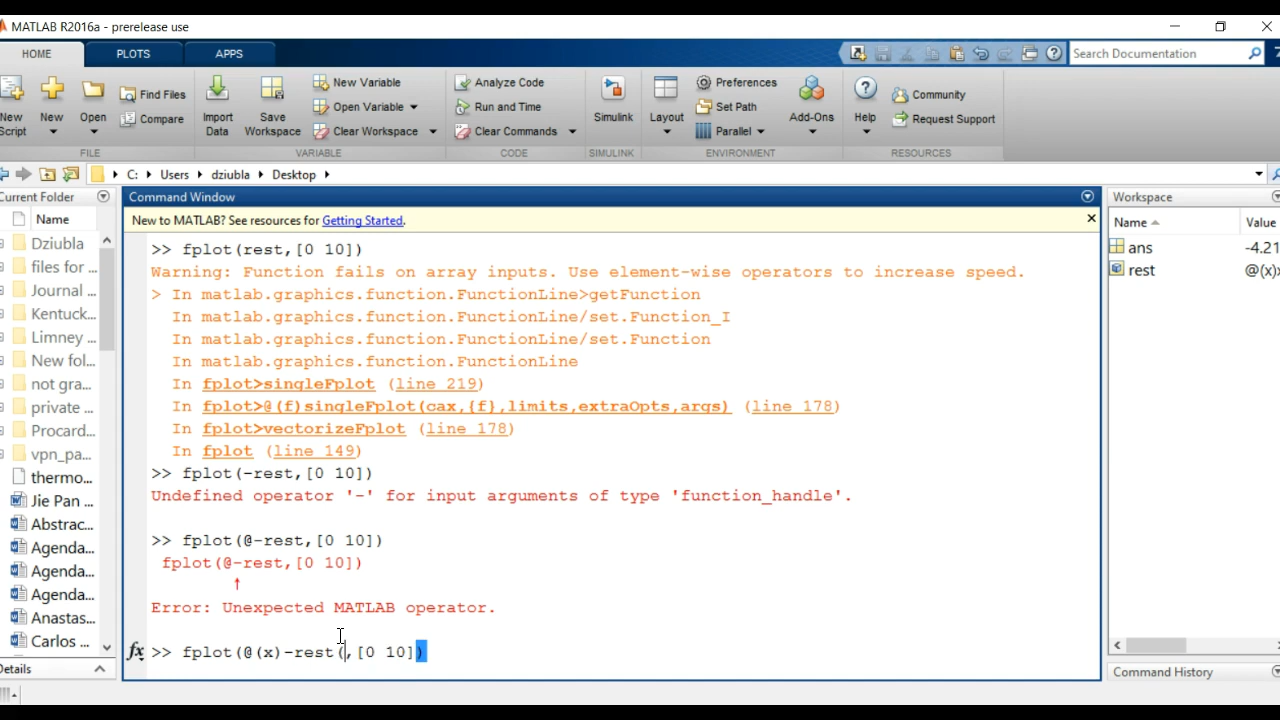 MATLAB R2016a - prerelease use
HOME PLOTS APPS
Search Documentation
New Script
New
Open
Find Files
Compare
Import Data
Save Workspace
New Variable
Open Variable
Clear Workspace
Analyze Code
Run and Time
Clear Commands
Simulink
Layout
Preferences
Set Path
Parallel
Add-Ons
Help
Community
Request Support
FILE VARIABLE CODE SIMULINK ENVIRONMENT RESOURCES
C: Users dziubla Desktop
Current Folder
Name
Dziubla
files for ...
Journal ...
Kentuck...
Limney ...
New fol...
not gra...
private ...
Procard...
vpn_pa...
thermo...
Jie Pan ...
Abstrac...
Agenda...
Agenda...
Agenda...
Anastas...
Carlos ...
Details
Command Window
New to MATLAB? See resources for Getting Started.
>> fplot(rest,[0 10])
Warning: Function fails on array inputs. Use element-wise operators to increase speed.
> In matlab.graphics.function.FunctionLine>getFunction
In matlab.graphics.function.FunctionLine/set.Function_I
In matlab.graphics.function.FunctionLine/set.Function
In matlab.graphics.function.FunctionLine
In fplot>singleFplot (line 219)
In fplot>@(f)singleFplot(cax,{f},limits,extraOpts,args) (line 178)
In fplot>vectorizeFplot (line 178)
In fplot (line 149)
>> fplot(-rest,[0 10])
Undefined operator '-' for input arguments of type 'function_handle'.
>> fplot(@-rest,[0 10])
fplot(@-rest,[0 10])
↑
Error: Unexpected MATLAB operator.
fx >> fplot(@(x)-rest(,[0 10])
Workspace
Name Value
ans -4.21
rest @(x)
Command History